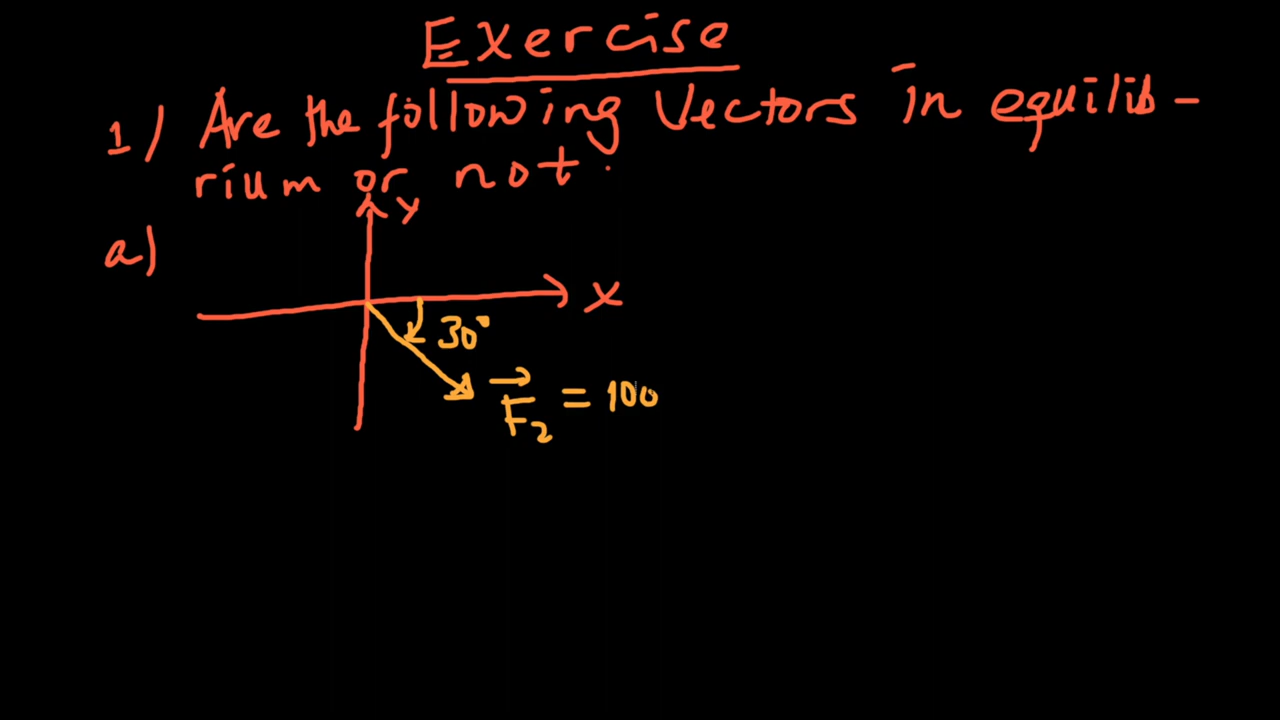 Exercise
1) Are the following Vectors in equilib-
rium or not.
y
a)
x
30°
F₂ = 100